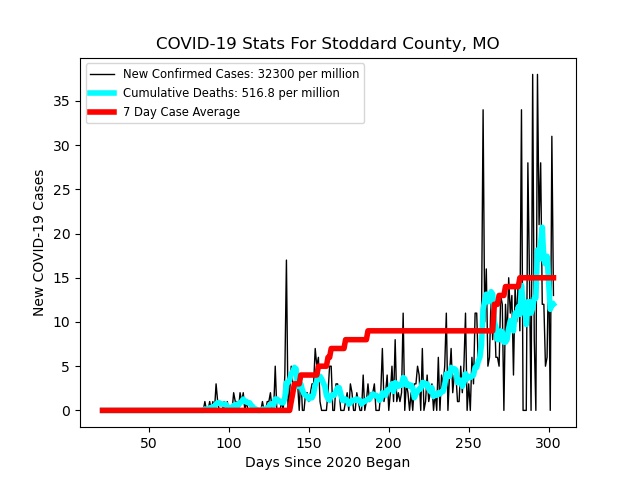 COVID-19 Stats For Stoddard County, MO
New Confirmed Cases: 32300 per million
Cumulative Deaths: 516.8 per million
7 Day Case Average
New COVID-19 Cases
35
30
25
20
15
10
5
0
50 100 150 200 250 300
Days Since 2020 Began